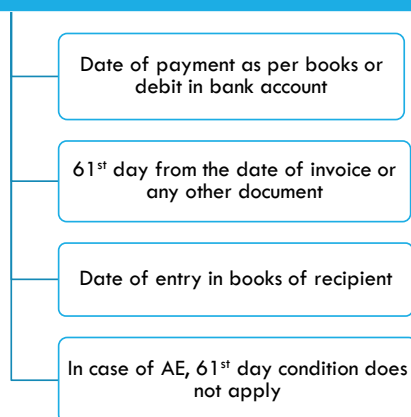 Date of payment as per books or
debit in bank account
61st day from the date of invoice or
any other document
Date of entry in books of recipient
In case of AE, 61st day condition does
not apply